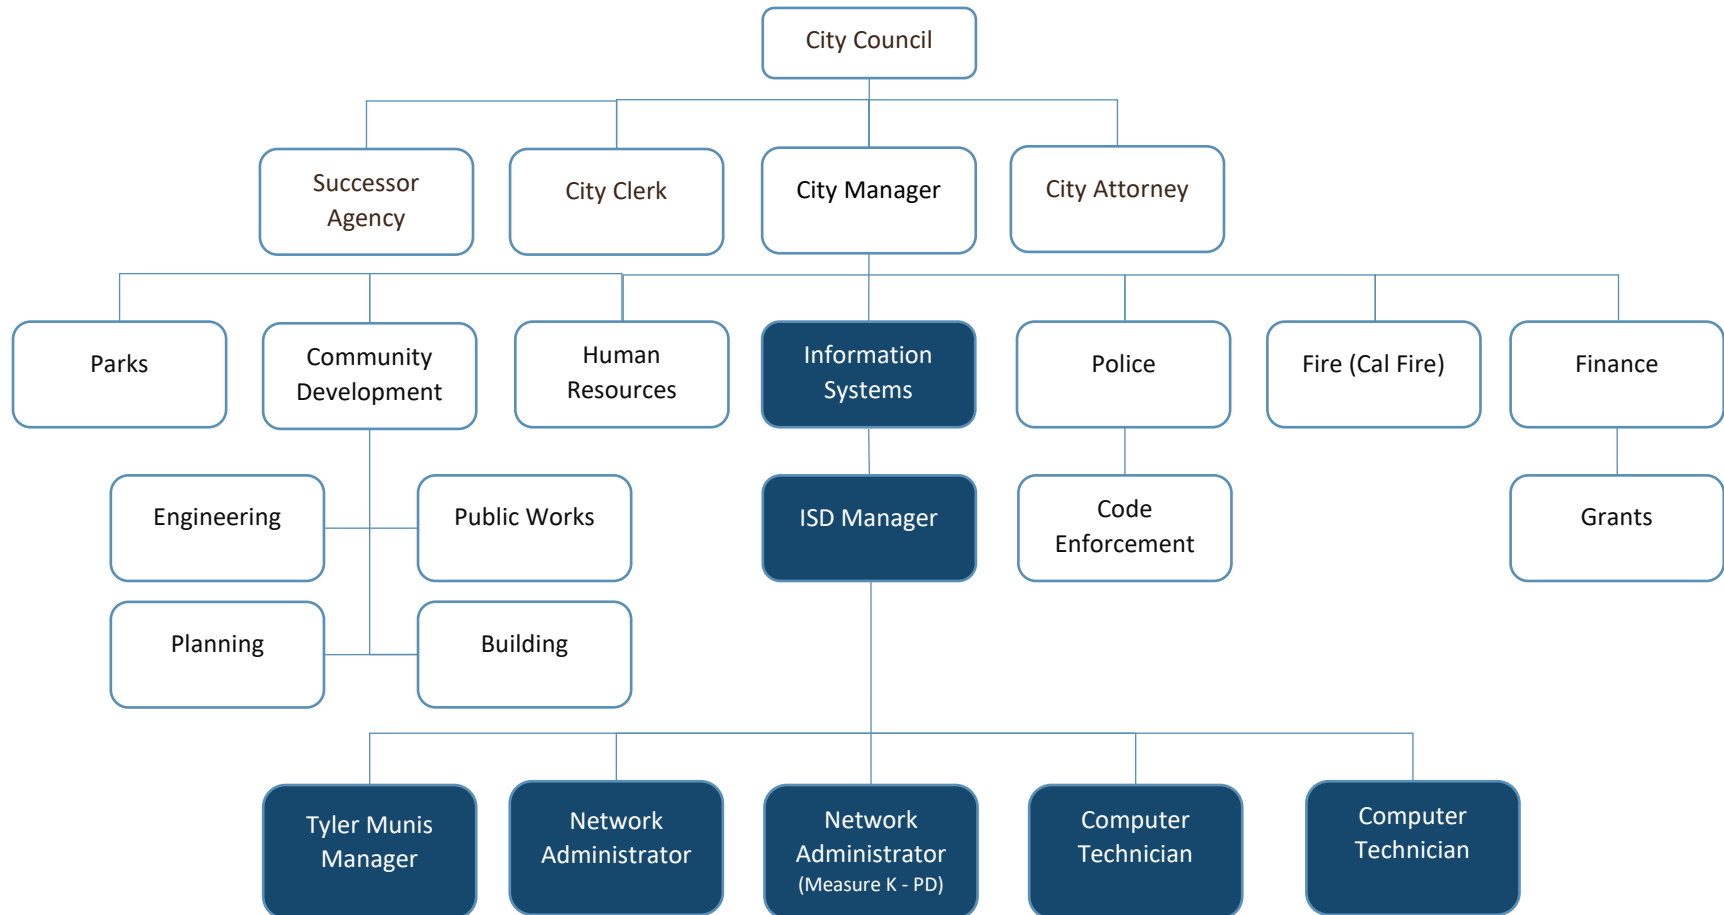 City Council
Successor
Agency
City Clerk
City Manager
City Attorney
Parks
Community
Development
Human
Resources
Information
Systems
Police
Fire (Cal Fire)
Finance
Engineering
Public Works
ISD Manager
Code
Enforcement
Grants
Planning
Building
Tyler Munis
Manager
Network
Administrator
Network
Administrator
(Measure K - PD)
Computer
Technician
Computer
Technician